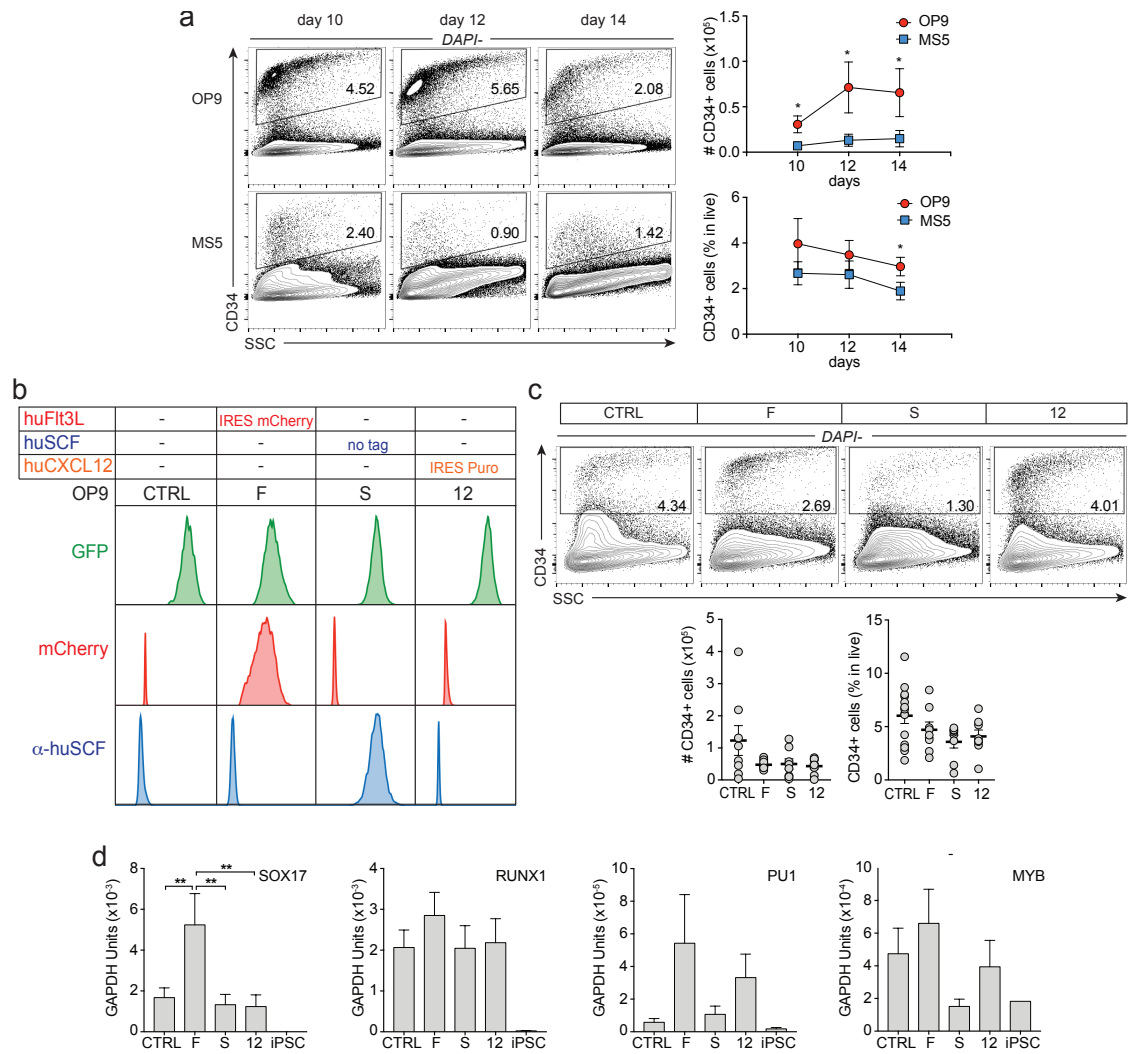 a
day 10 day 12 day 14
DAPI-
OP9
4.52 5.65 2.08
MS5
2.40 0.90 1.42
CD34
SSC
# CD34+ cells (x10⁵)
1.5
1.0
0.5
0.0
10 12 14
days
OP9
MS5
* * *
CD34+ cells (% in live)
6
4
2
0
10 12 14
days
OP9
MS5
*
b
huFlt3L - IRES mCherry - -
huSCF - - no tag -
huCXCL12 - - - IRES Puro
OP9 CTRL F S 12
GFP
mCherry
α-huSCF
c
CTRL F S 12
DAPI-
4.34 2.69 1.30 4.01
CD34
SSC
# CD34+ cells (x10⁵)
5
4
3
2
1
0
CTRL F S 12
CD34+ cells (% in live)
15
10
5
0
CTRL F S 12
d
SOX17
GAPDH Units (x10⁻³)
8
6
4
2
0
** ** **
CTRL F S 12 iPSC
RUNX1
GAPDH Units (x10⁻³)
4
3
2
1
0
CTRL F S 12 iPSC
PU1
GAPDH Units (x10⁻⁵)
10
8
6
4
2
0
CTRL F S 12 iPSC
-
MYB
GAPDH Units (x10⁻⁴)
10
8
6
4
2
0
CTRL F S 12 iPSC